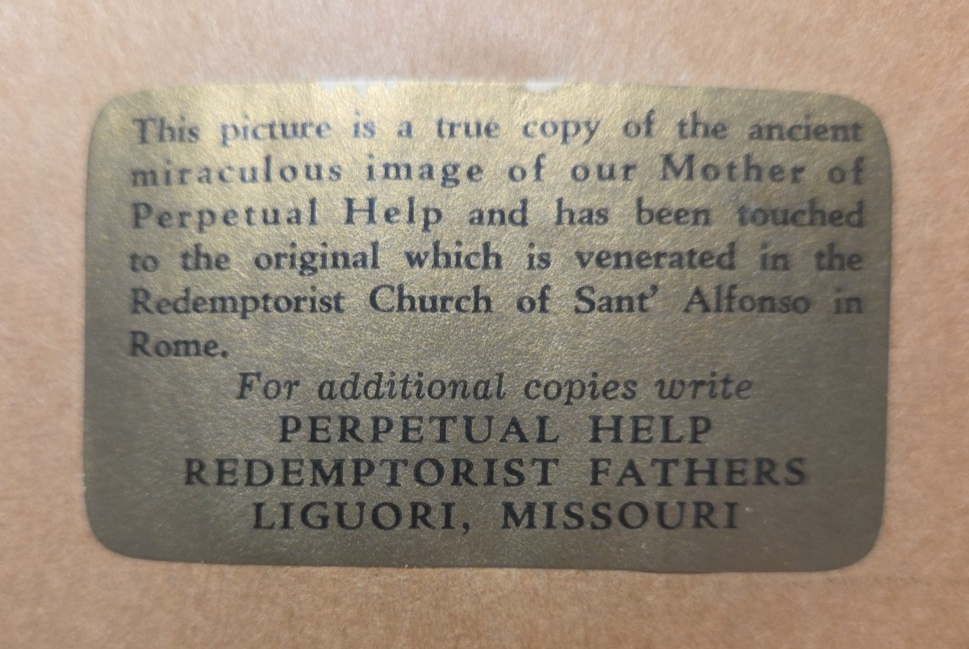 This picture is a true copy of the ancient
miraculous image of our Mother of
Perpetual Help and has been touched
to the original which is venerated in the
Redemptorist Church of Sant' Alfonso in
Rome.
For additional copies write
PERPETUAL HELP
REDEMPTORIST FATHERS
LIGUORI, MISSOURI